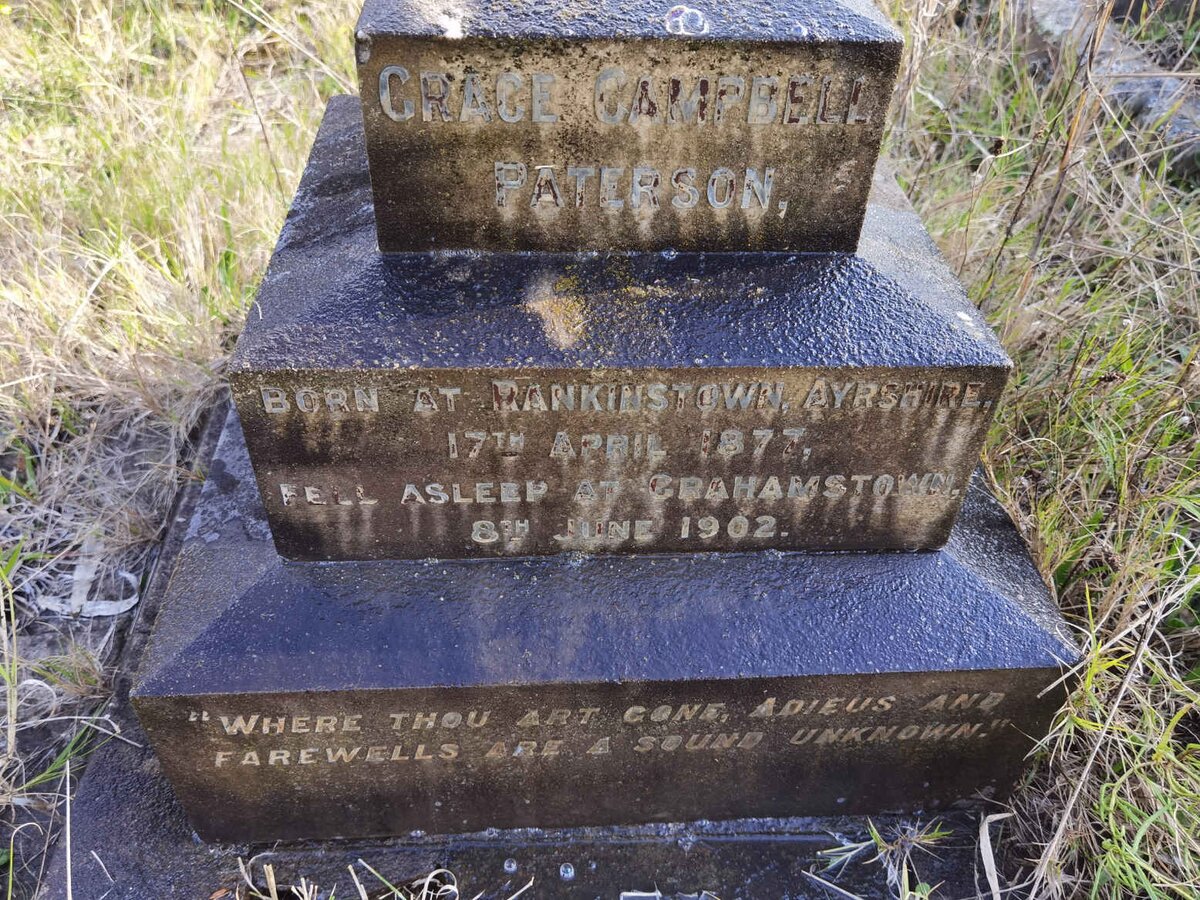 GRACE CAMPBELL
PATERSON,
BORN AT RANKINSTOWN, AYRSHIRE,
17TH APRIL 1877,
FELL ASLEEP AT GRAHAMSTOWN,
8TH JUNE 1902.
"WHERE THOU ART GONE, ADIEUS AND
FAREWELLS ARE A SOUND UNKNOWN."